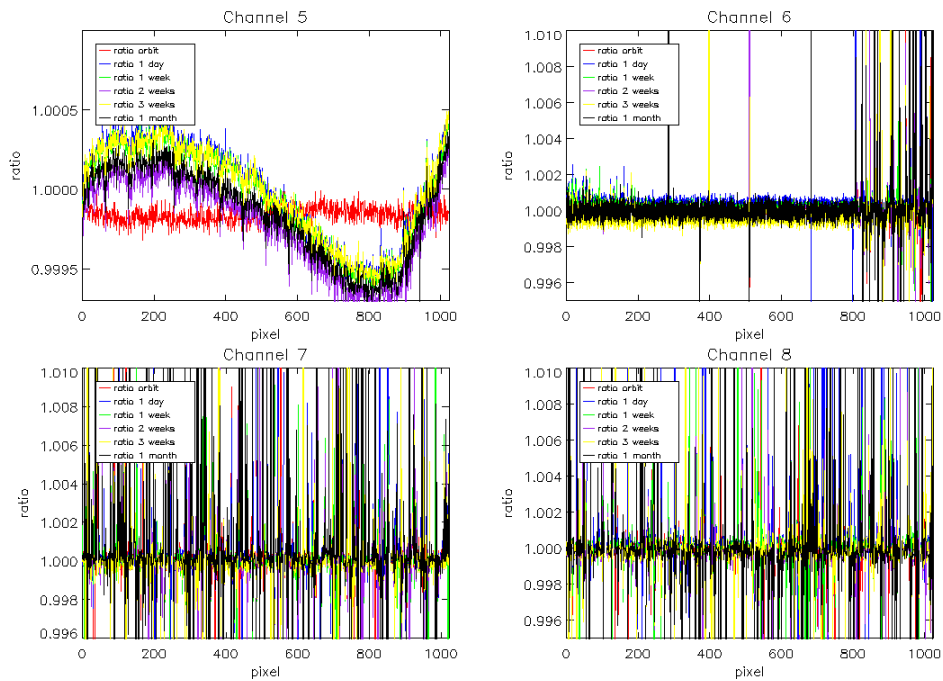 Channel 5
ratio orbit
ratio 1 day
ratio 1 week
ratio 2 weeks
ratio 3 weeks
ratio 1 month
1.0005
1.0000
0.9995
ratio
0 200 400 600 800 1000
pixel
Channel 6
ratio orbit
ratio 1 day
ratio 1 week
ratio 2 weeks
ratio 3 weeks
ratio 1 month
1.010
1.008
1.006
1.004
1.002
1.000
0.998
0.996
ratio
0 200 400 600 800 1000
pixel
Channel 7
ratio orbit
ratio 1 day
ratio 1 week
ratio 2 weeks
ratio 3 weeks
ratio 1 month
1.010
1.008
1.006
1.004
1.002
1.000
0.998
0.996
ratio
0 200 400 600 800 1000
pixel
Channel 8
ratio orbit
ratio 1 day
ratio 1 week
ratio 2 weeks
ratio 3 weeks
ratio 1 month
1.010
1.008
1.006
1.004
1.002
1.000
0.998
0.996
ratio
0 200 400 600 800 1000
pixel